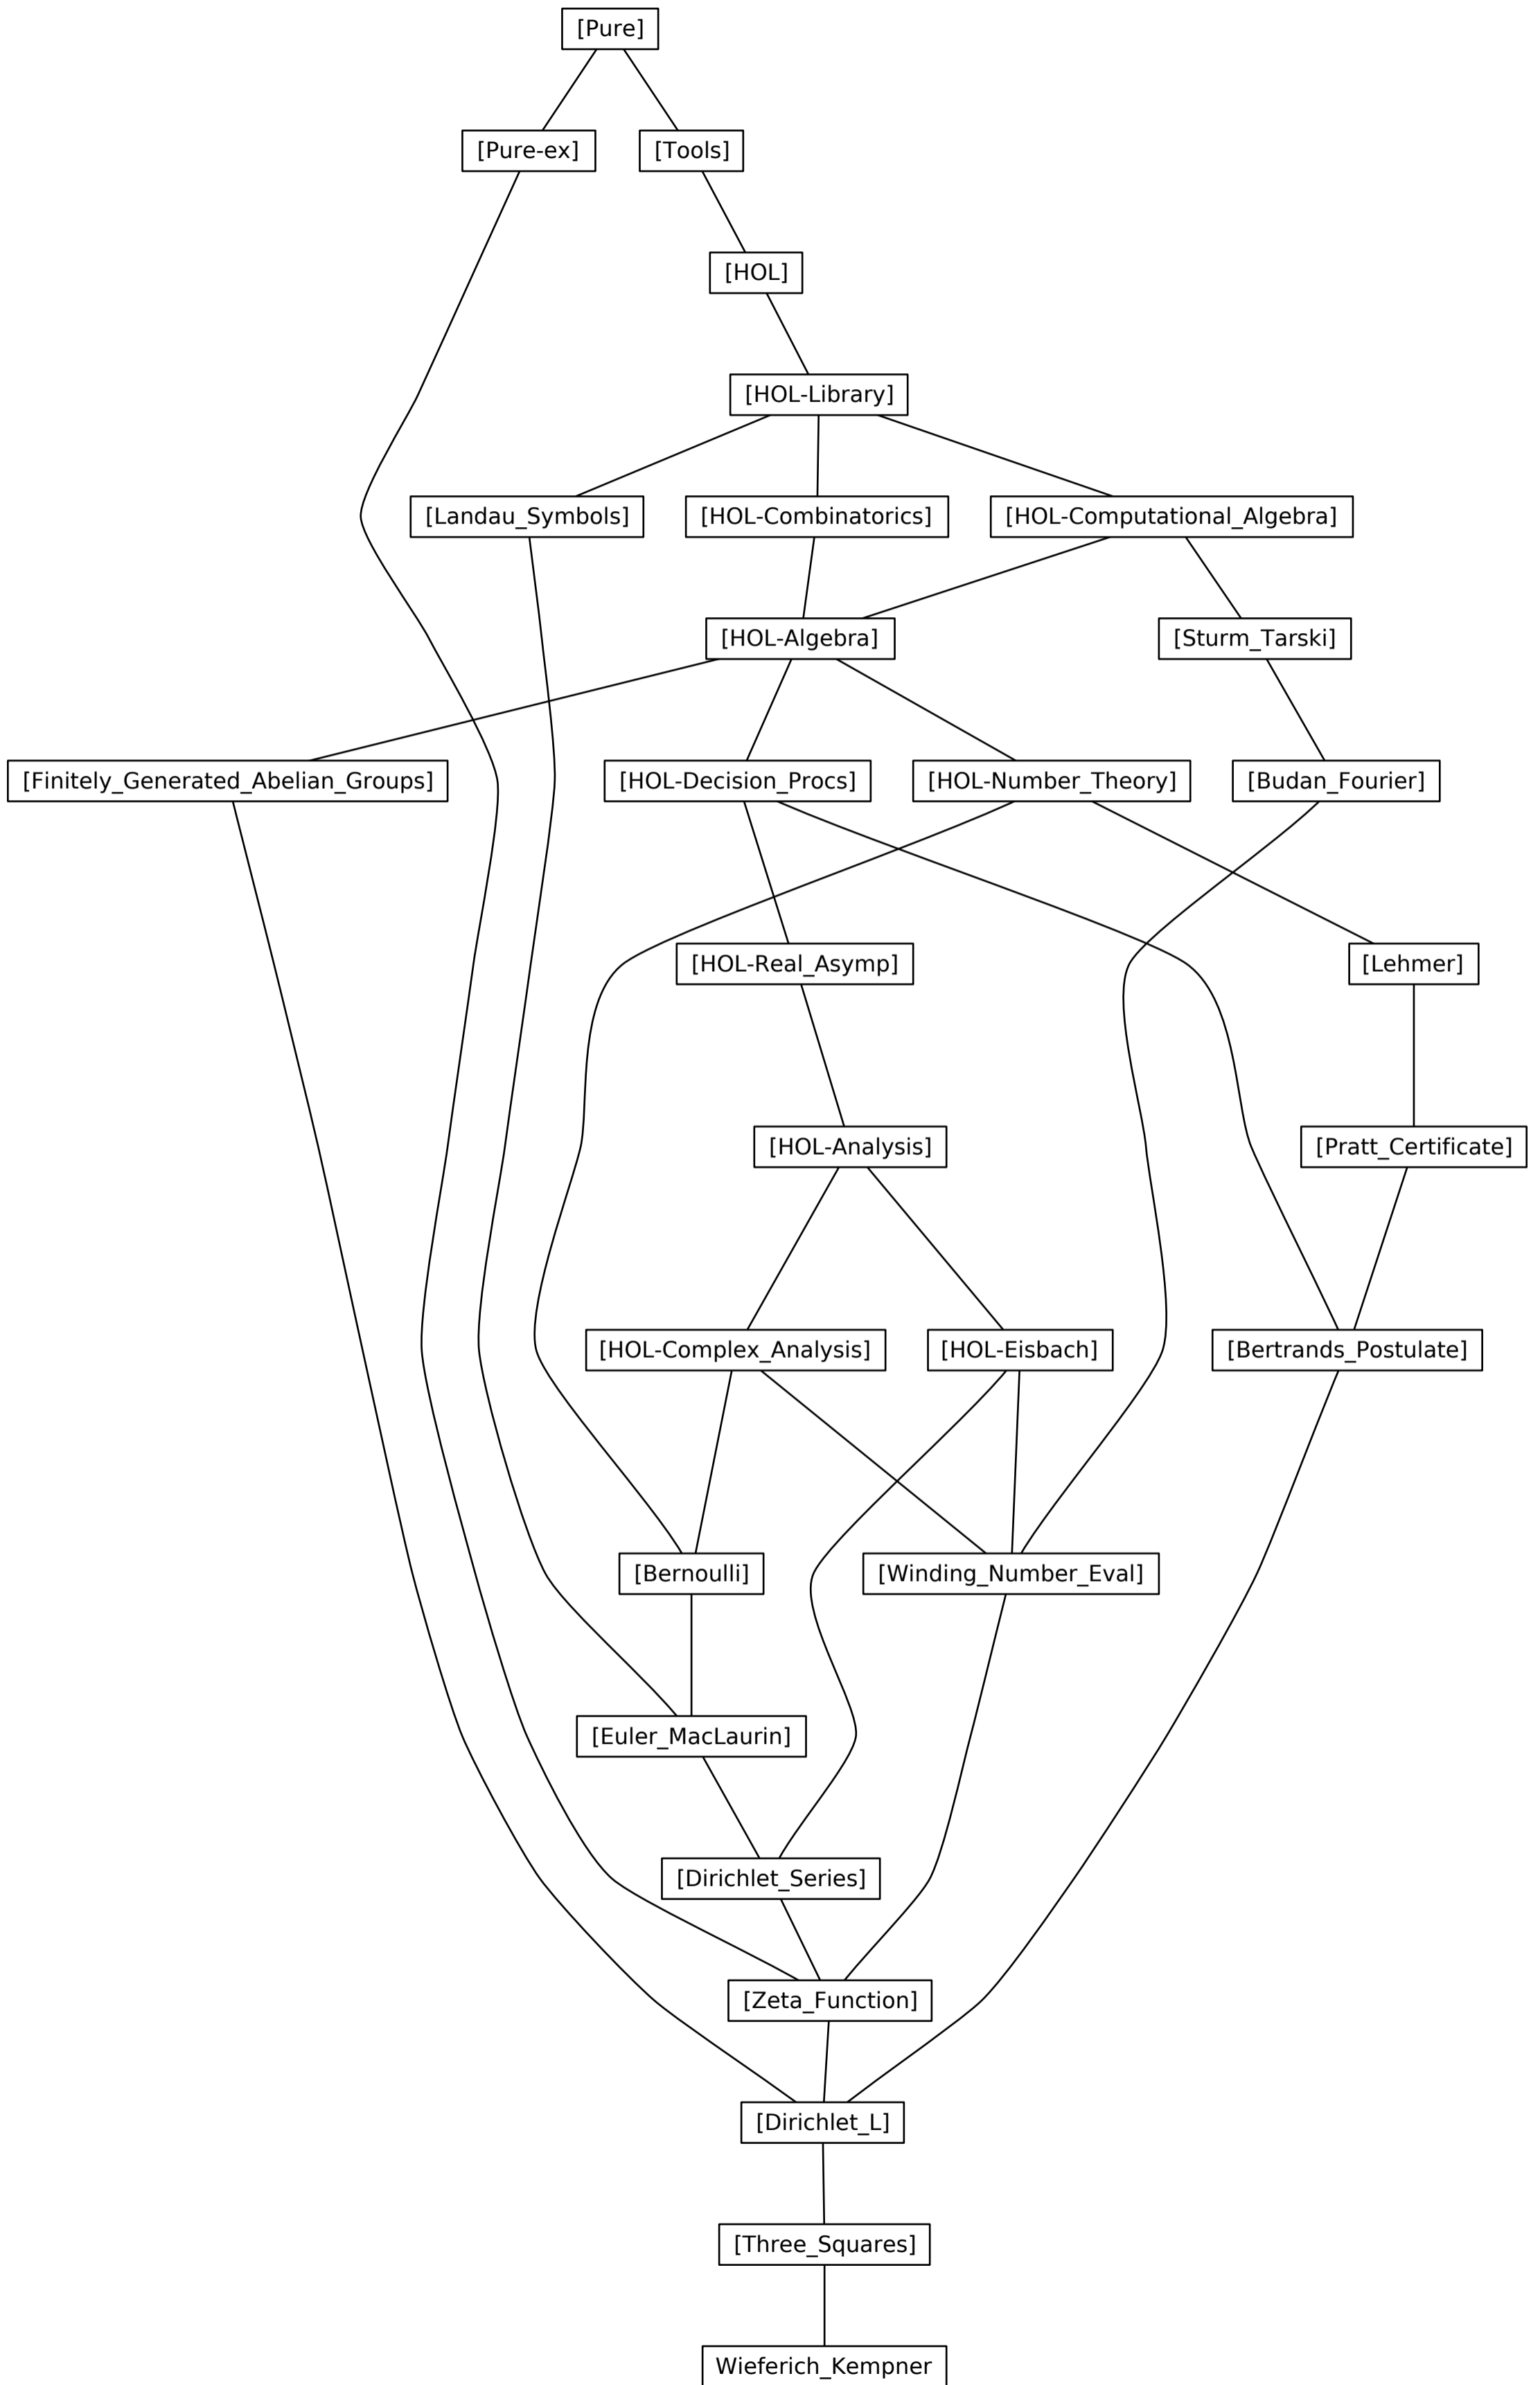 [Pure]
[Pure-ex]
[Tools]
[HOL]
[HOL-Library]
[Landau_Symbols]
[HOL-Combinatorics]
[HOL-Computational_Algebra]
[HOL-Algebra]
[Sturm_Tarski]
[Finitely_Generated_Abelian_Groups]
[HOL-Decision_Procs]
[HOL-Number_Theory]
[Budan_Fourier]
[HOL-Real_Asymp]
[Lehmer]
[HOL-Analysis]
[Pratt_Certificate]
[HOL-Complex_Analysis]
[HOL-Eisbach]
[Bertrands_Postulate]
[Bernoulli]
[Winding_Number_Eval]
[Euler_MacLaurin]
[Dirichlet_Series]
[Zeta_Function]
[Dirichlet_L]
[Three_Squares]
Wieferich_Kempner